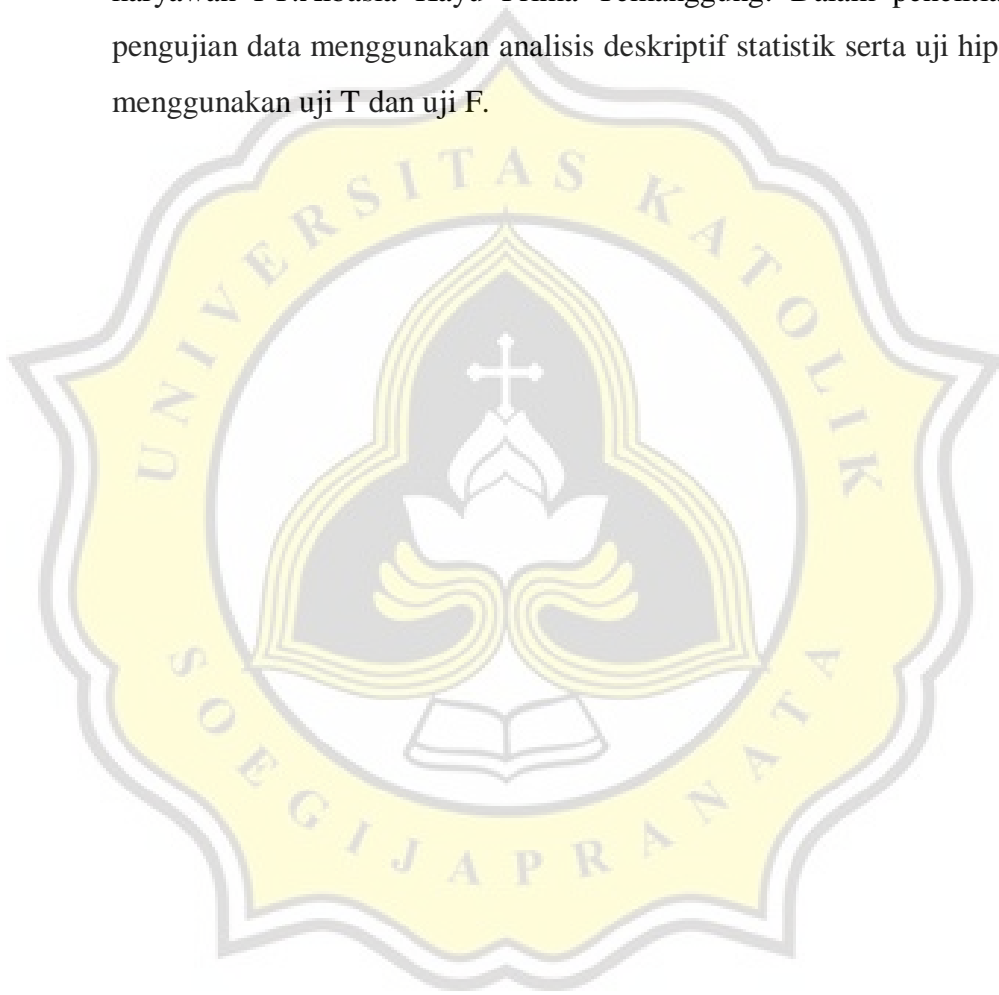 pengujian data menggunakan analisis deskriptif statistik serta uji hip
menggunakan uji T dan uji F.
UNIVERSITAS KATOLIK
SOEGIJAPRANATA